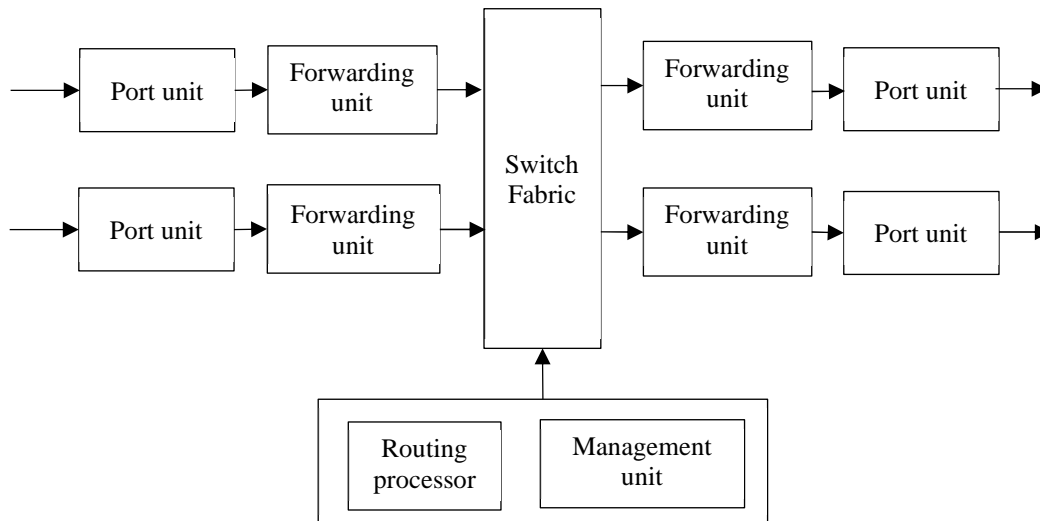 Port unit
Forwarding
unit
Forwarding
unit
Port unit
Switch
Fabric
Port unit
Forwarding
unit
Forwarding
unit
Port unit
Routing
processor
Management
unit